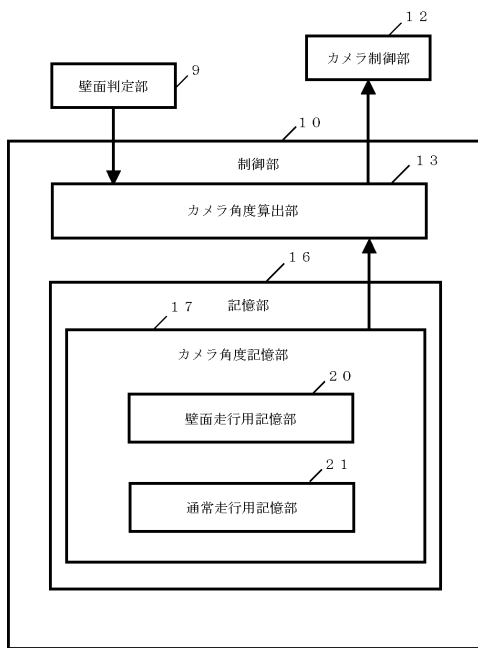 １２
カメラ制御部
９
壁面判定部
１０
制御部
１３
カメラ角度算出部
１６
記憶部
１７
カメラ角度記憶部
２０
壁面走行用記憶部
２１
通常走行用記憶部